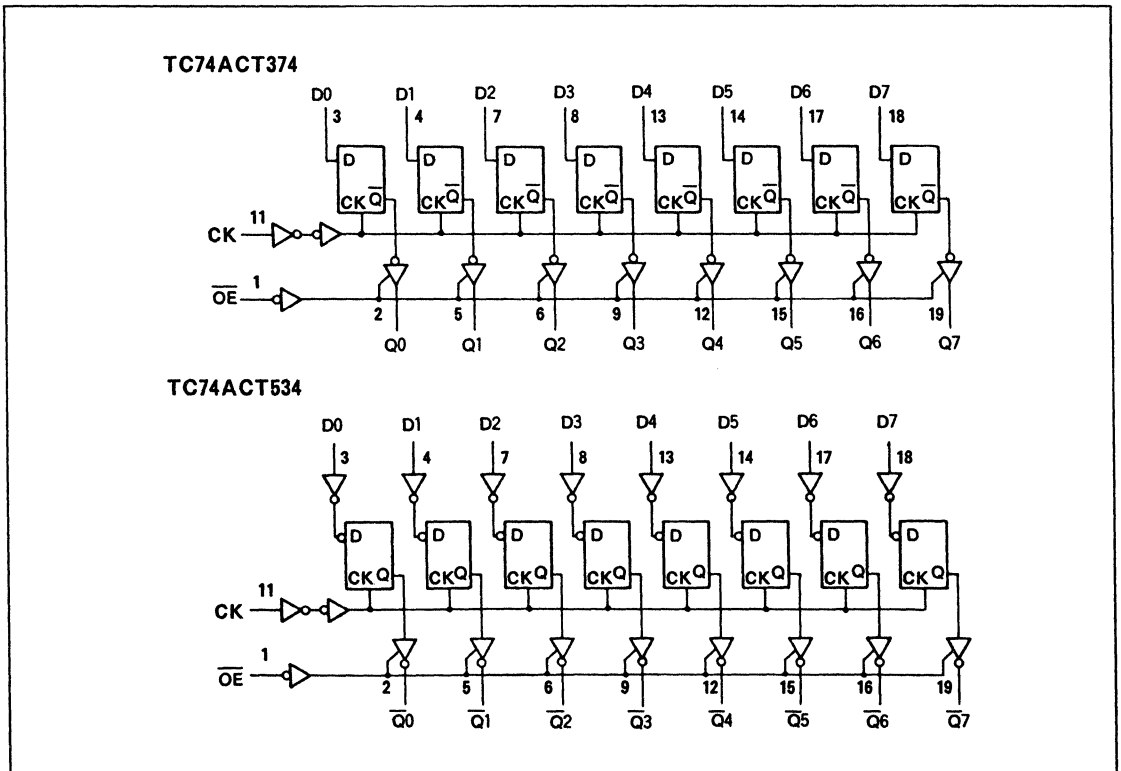 TC74ACT374
D0 D1 D2 D3 D4 D5 D6 D7
3 4 7 8 13 14 17 18
D D D D D D D D
CK Q̅ CK Q̅ CK Q̅ CK Q̅ CK Q̅ CK Q̅ CK Q̅ CK Q̅
11
CK
1
O̅E̅
2 5 6 9 12 15 16 19
Q0 Q1 Q2 Q3 Q4 Q5 Q6 Q7
TC74ACT534
D0 D1 D2 D3 D4 D5 D6 D7
3 4 7 8 13 14 17 18
D D D D D D D D
CK Q CK Q CK Q CK Q CK Q CK Q CK Q CK Q
11
CK
1
O̅E̅
2 5 6 9 12 15 16 19
Q̅0 Q̅1 Q̅2 Q̅3 Q̅4 Q̅5 Q̅6 Q̅7